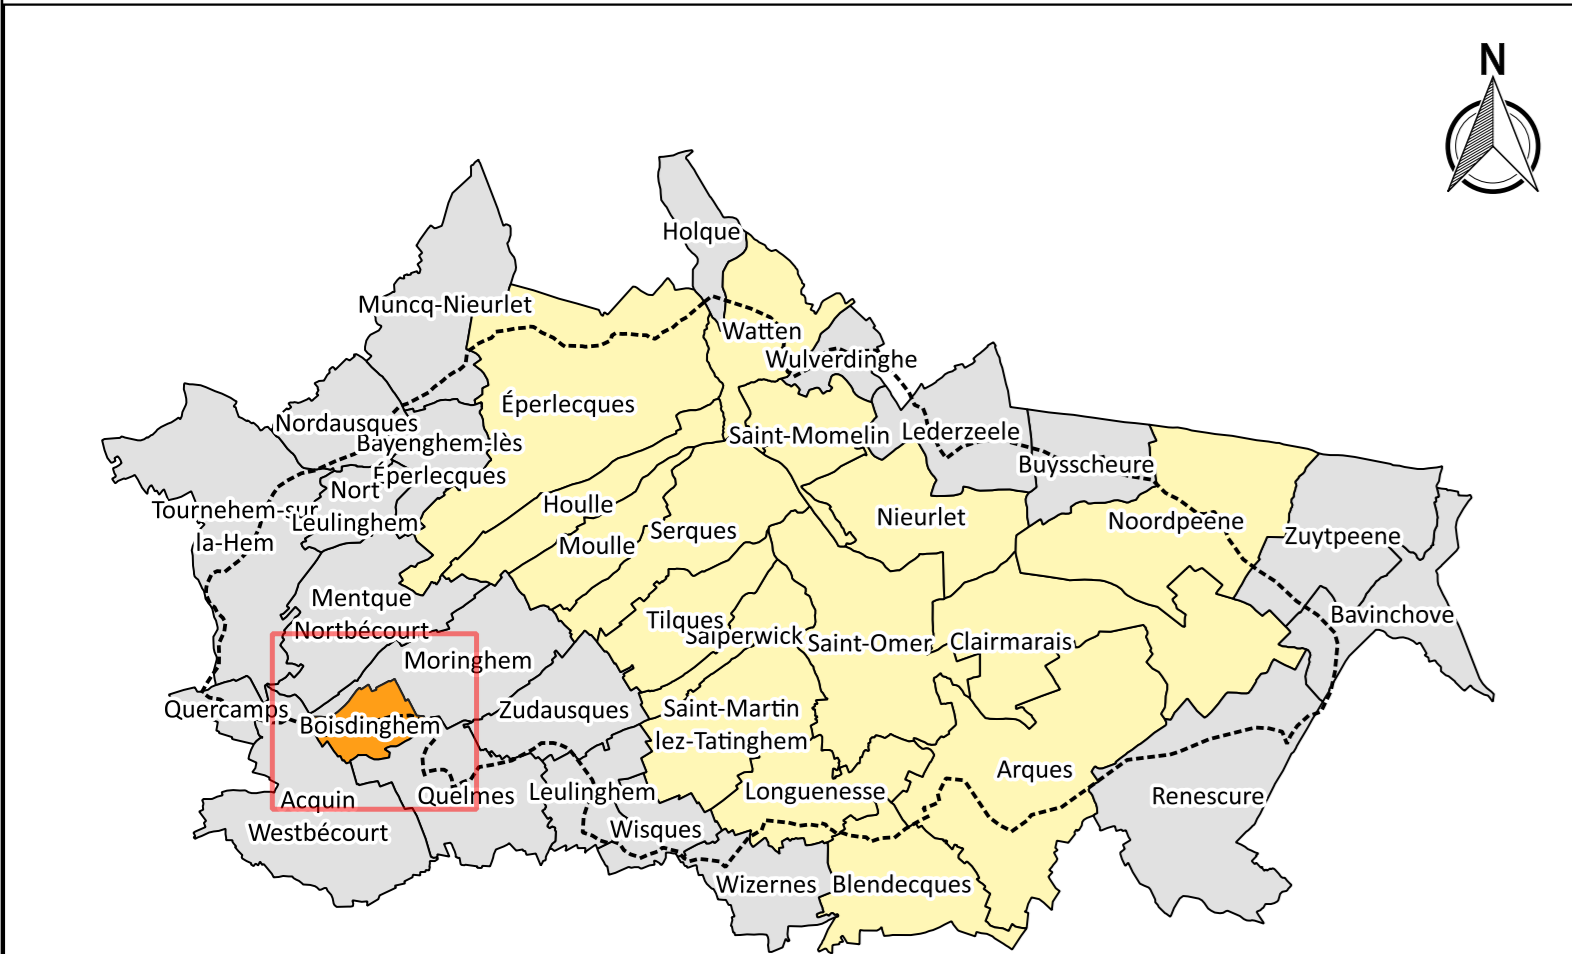 N
Holque
Muncq-Nieurlet
Watten
Wulverdinghe
Éperlecques
Nordausques
Bayenghem-lès
Éperlecques
Saint-Momelin
Lederzeele
Buysscheure
Nort
Leulinghem
Tournehem-sur
la-Hem
Houlle
Moulle
Serques
Nieurlet
Noordpeene
Zuytpeene
Mentque
Nortbécourt
Tilques
Salperwick
Saint-Omer
Clairmarais
Bavinchove
Moringhem
Quercamps
Boisdinghem
Zudausques
Saint-Martin
lez-Tatinghem
Arques
Acquin
Westbécourt
Quelmes
Leulinghem
Longuenesse
Renescure
Wisques
Wizernes
Blendecques